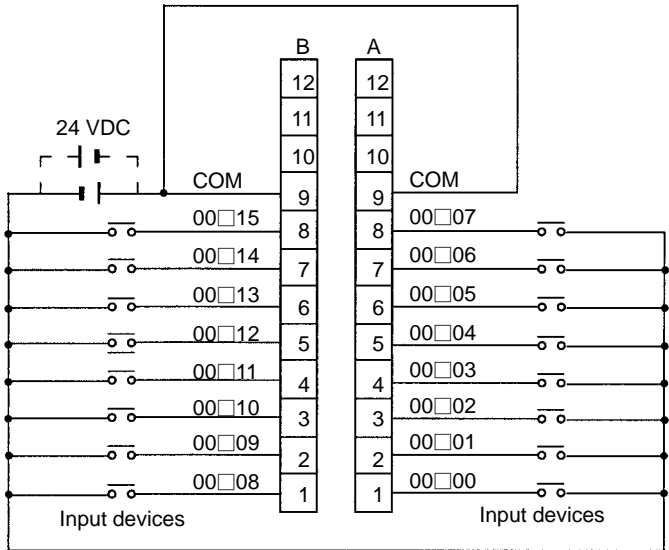 B A
12 12
11 11
24 VDC
10 10
COM 9 9 COM
00□15 8 8 00□07
00□14 7 7 00□06
00□13 6 6 00□05
00□12 5 5 00□04
00□11 4 4 00□03
00□10 3 3 00□02
00□09 2 2 00□01
00□08 1 1 00□00
Input devices Input devices